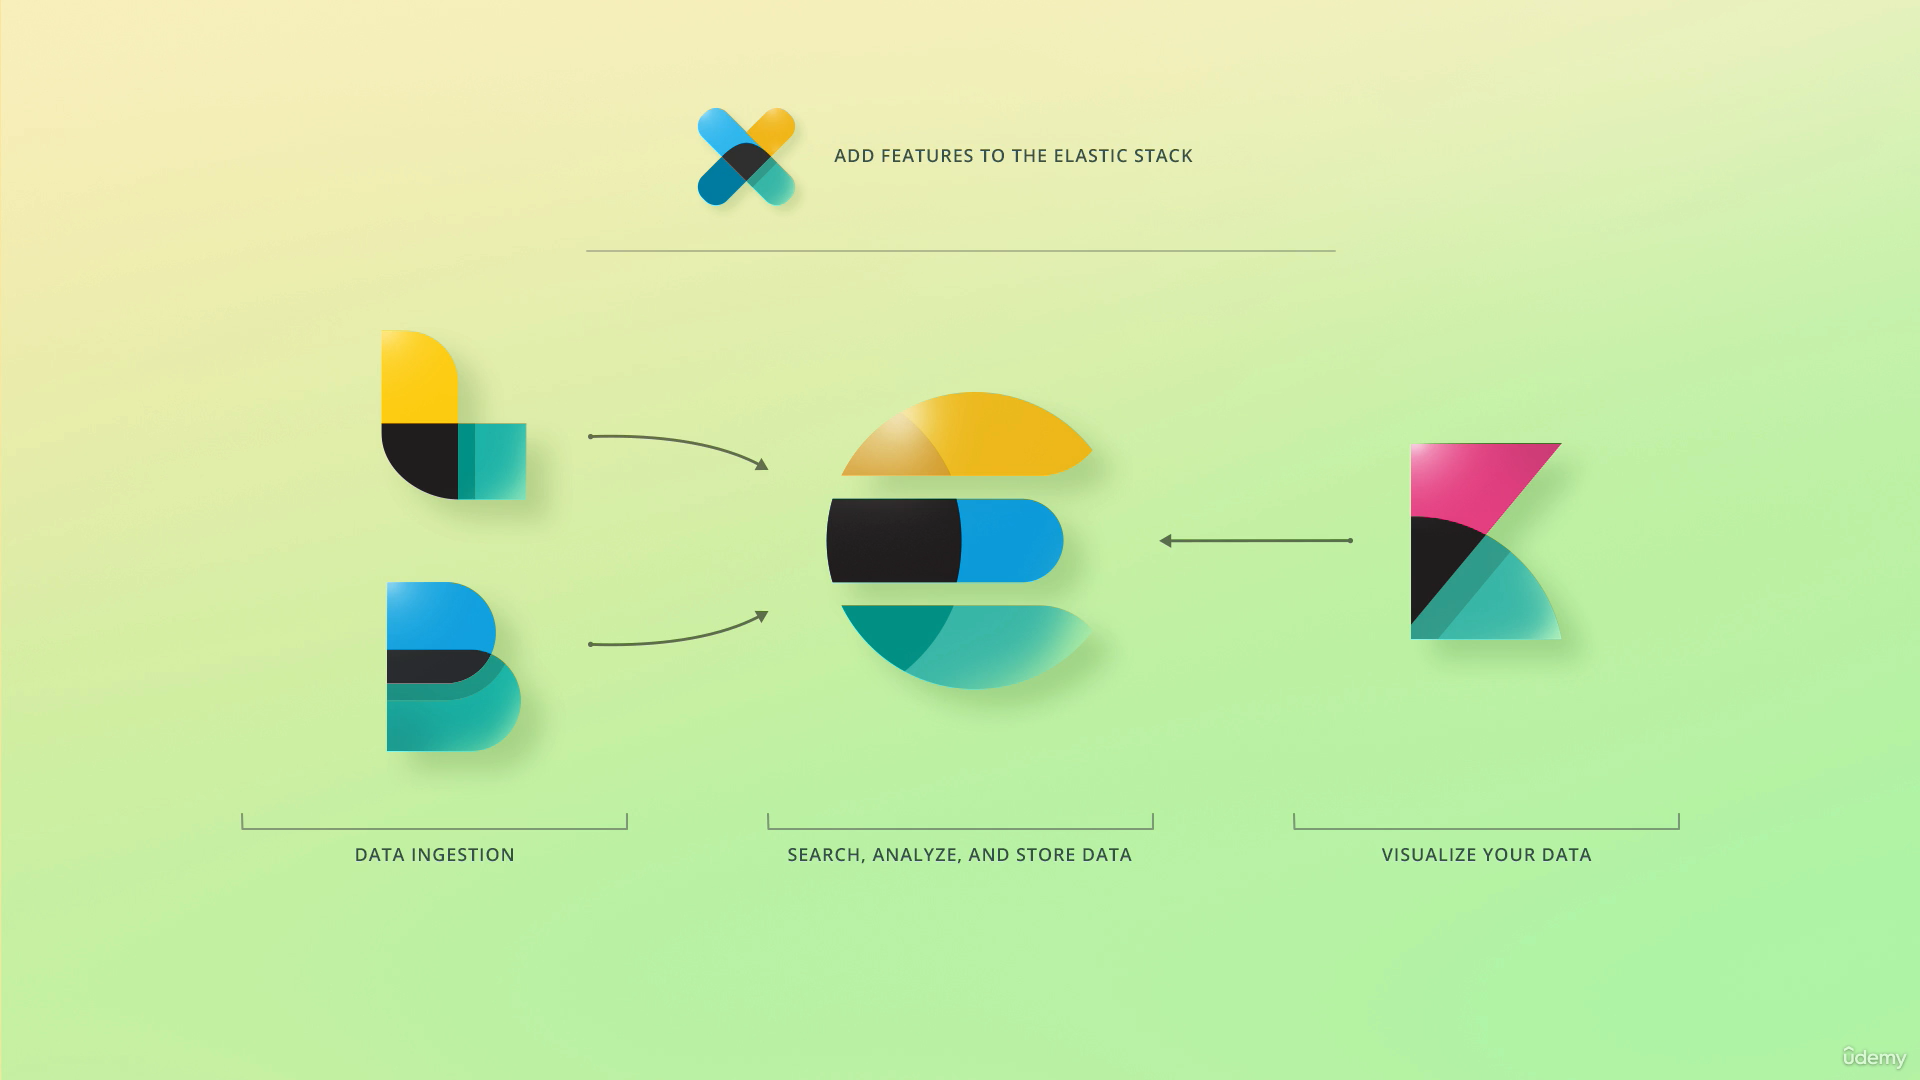 ADD FEATURES TO THE ELASTIC STACK
DATA INGESTION
SEARCH, ANALYZE, AND STORE DATA
VISUALIZE YOUR DATA
ûdemy